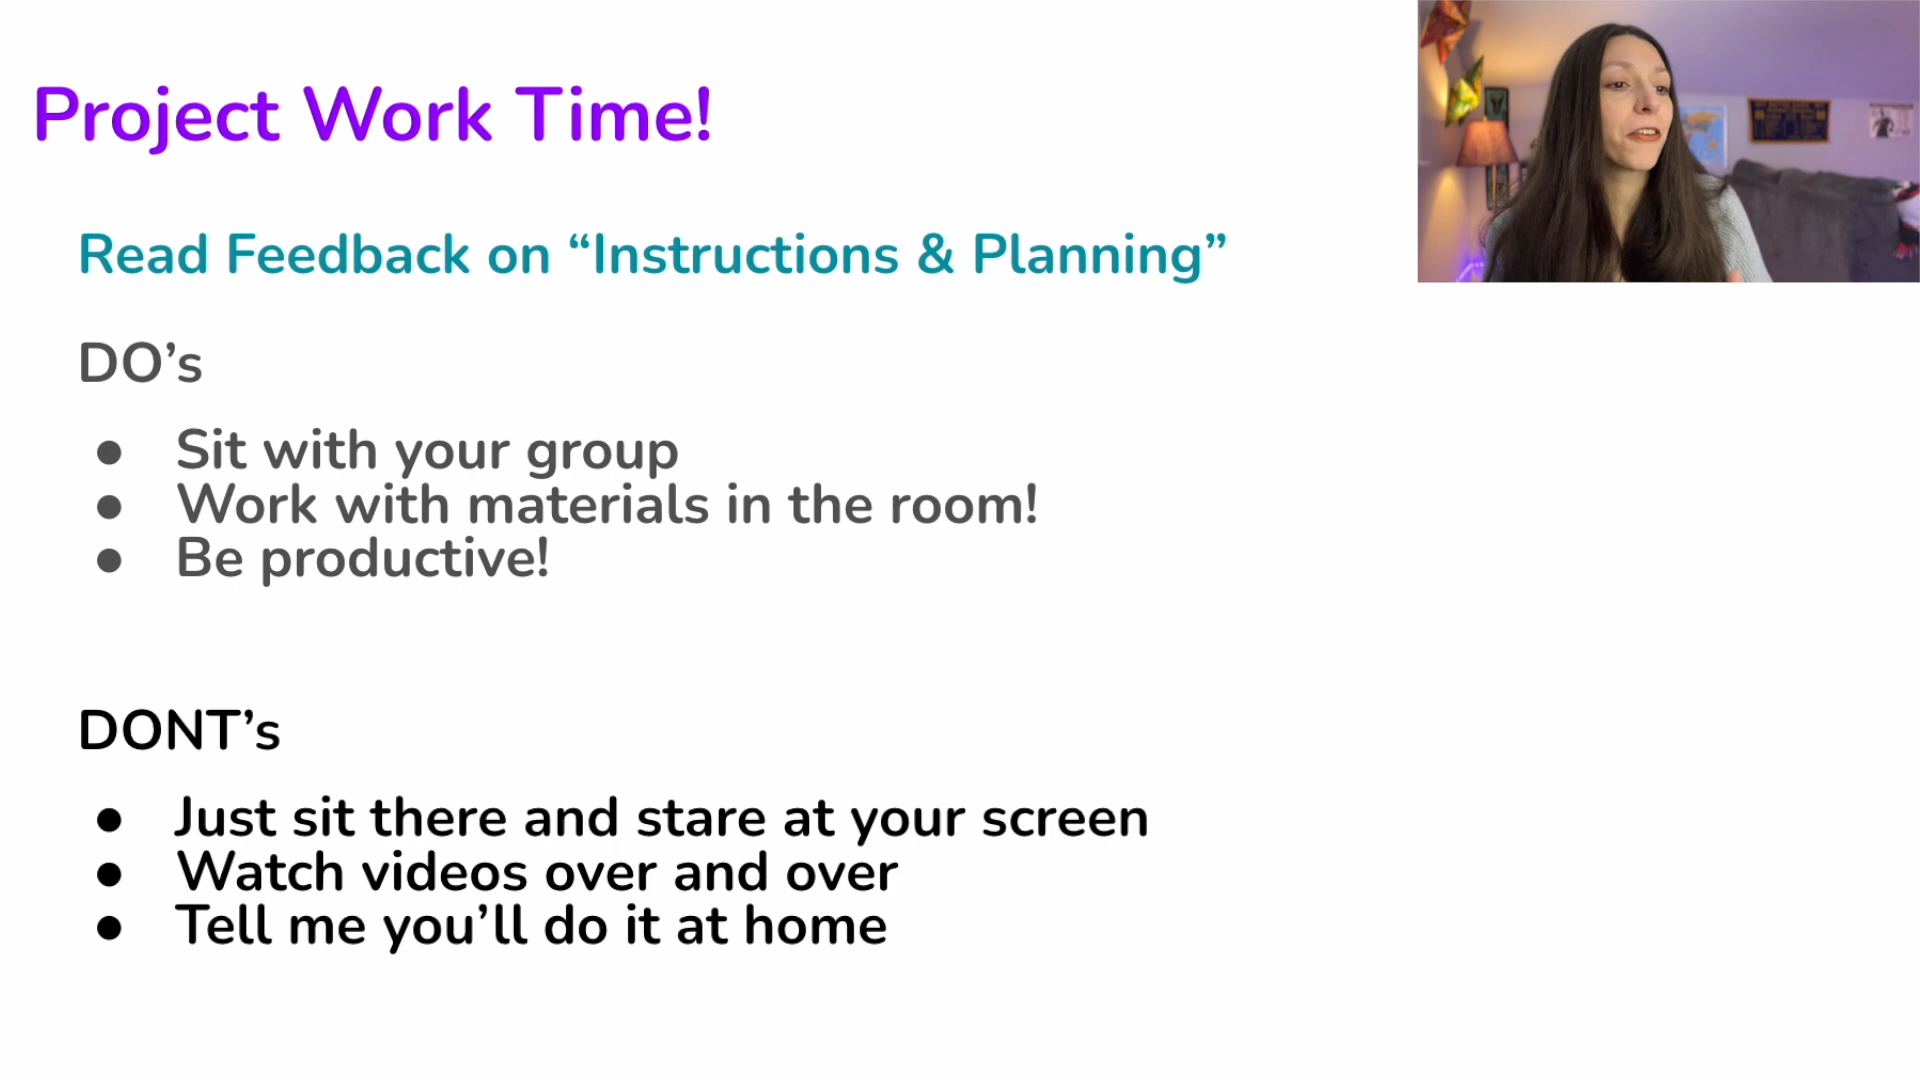 Project Work Time!
Read Feedback on “Instructions & Planning”
DO’s
● Sit with your group
● Work with materials in the room!
● Be productive!
DONT’s
● Just sit there and stare at your screen
● Watch videos over and over
● Tell me you’ll do it at home